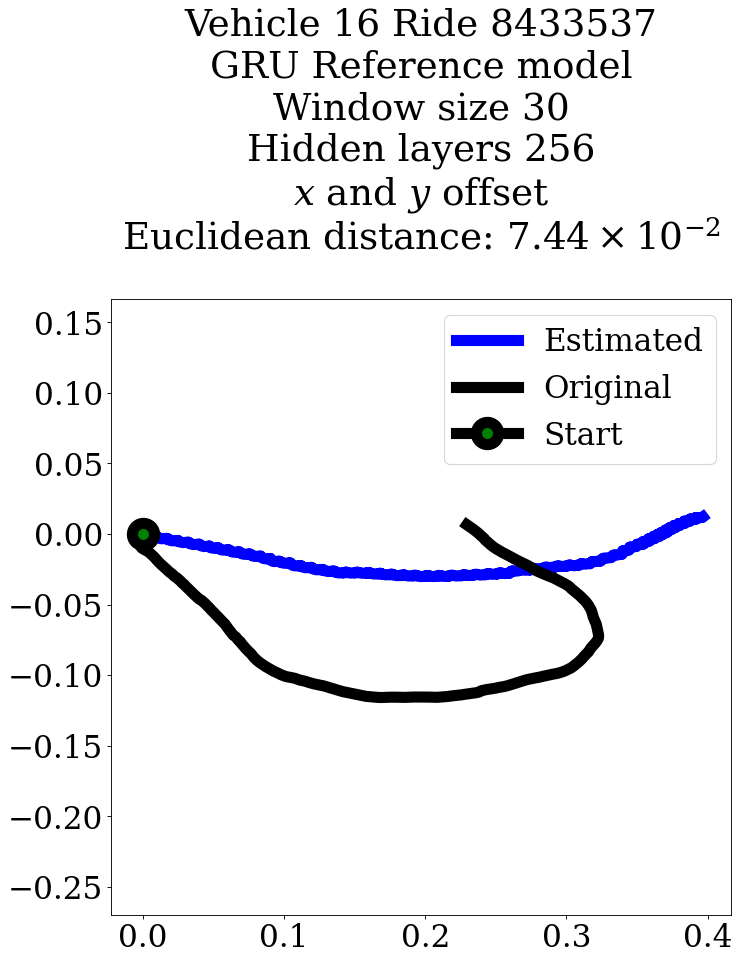 Vehicle 16 Ride 8433537
GRU Reference model
Window size 30
Hidden layers 256
x and y offset
Euclidean distance: 7.44 × 10⁻²
Estimated
Original
Start
0.15
0.10
0.05
0.00
−0.05
−0.10
−0.15
−0.20
−0.25
0.0 0.1 0.2 0.3 0.4